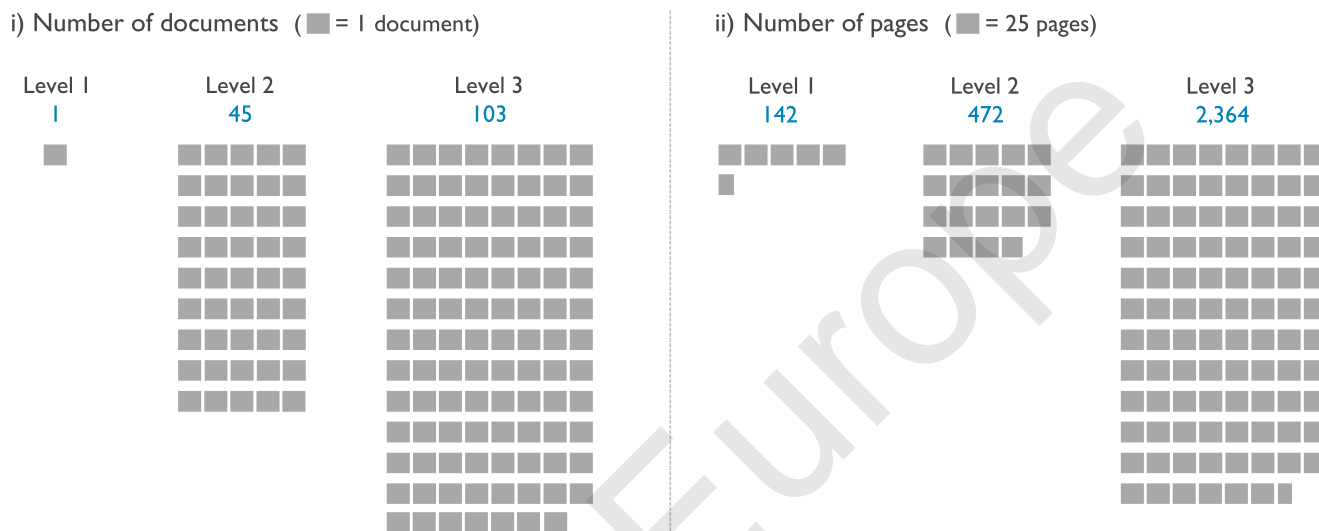 i) Number of documents ( = 1 document)
Level 1
1
Level 2
45
Level 3
103
ii) Number of pages ( = 25 pages)
Level 1
142
Level 2
472
Level 3
2,364
Europe